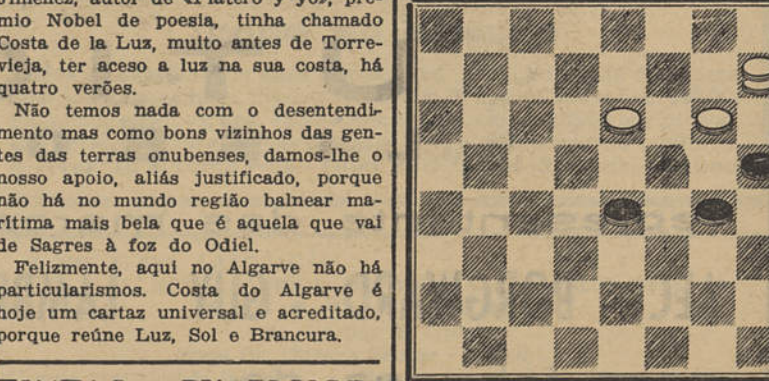 mio Nobel de poesia, tinha chamado
Costa de la Luz, muito antes de Torre-
vieja, ter aceso a luz na sua costa, há
quatro verões.
Não temos nada com o desentendi-
mento mas como bons vizinhos das gen-
tes das terras onubenses, damos-lhe o
nosso apoio, aliás justificado, porque
não há no mundo região balnear ma-
rítima mais bela que é aquela que vai
de Sagres à foz do Odiel.
Felizmente, aqui no Algarve não há
particularismos. Costa do Algarve é
hoje um cartaz universal e acreditado,
porque reúne Luz, Sol e Brancura.